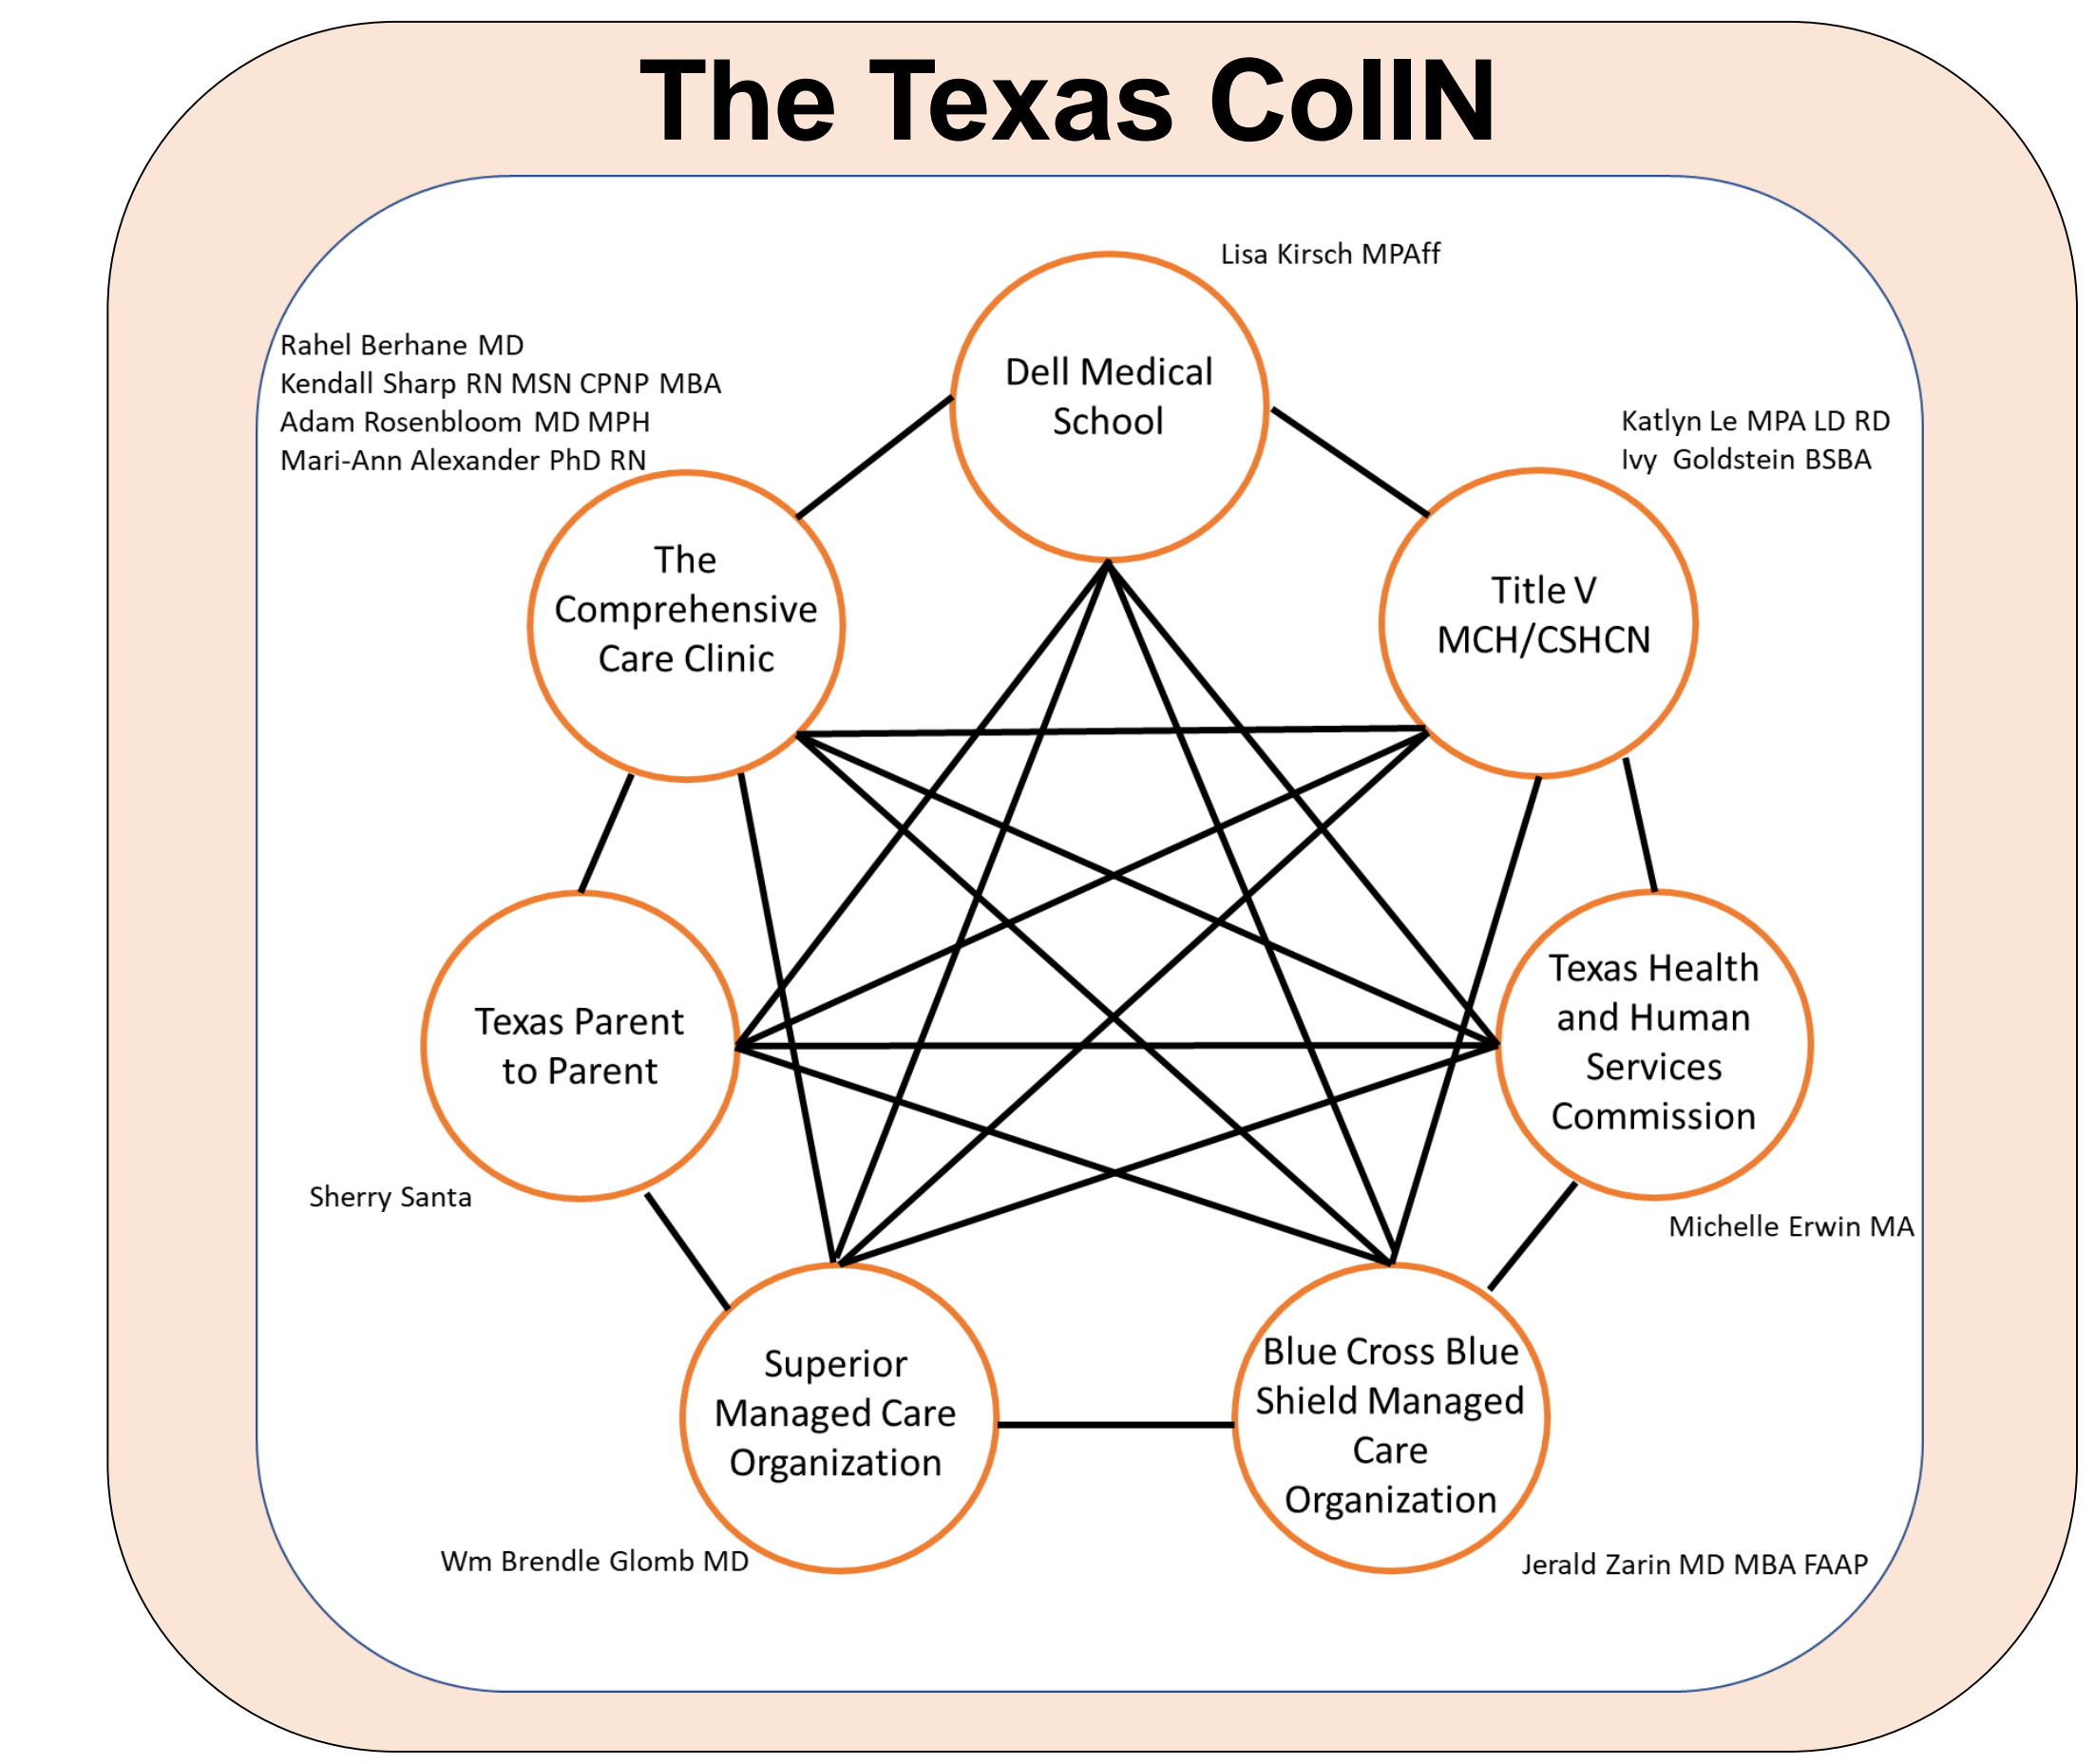 The Texas CoIIN
Lisa Kirsch MPAff
Dell Medical
School
Rahel Berhane MD
Kendall Sharp RN MSN CPNP MBA
Adam Rosenbloom MD MPH
Mari-Ann Alexander PhD RN
The
Comprehensive
Care Clinic
Katlyn Le MPA LD RD
Ivy  Goldstein BSBA
Title V
MCH/CSHCN
Texas Parent
to Parent
Sherry Santa
Texas Health
and Human
Services
Commission
Michelle Erwin MA
Superior
Managed Care
Organization
Wm Brendle Glomb MD
Blue Cross Blue
Shield Managed
Care
Organization
Jerald Zarin MD MBA FAAP